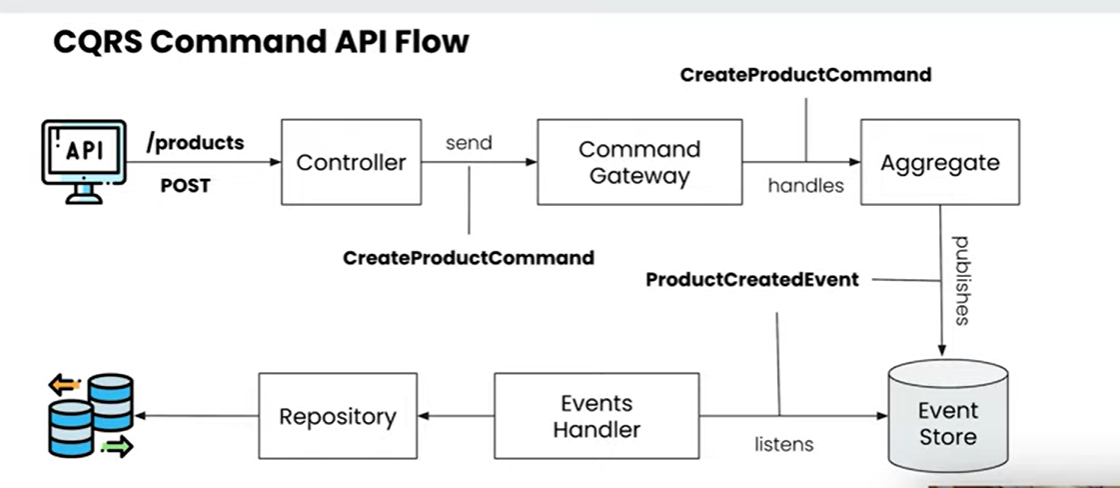 CQRS Command API Flow
CreateProductCommand
API
/products
POST
Controller
send
Command
Gateway
handles
Aggregate
CreateProductCommand
ProductCreatedEvent
publishes
Repository
Events
Handler
listens
Event
Store